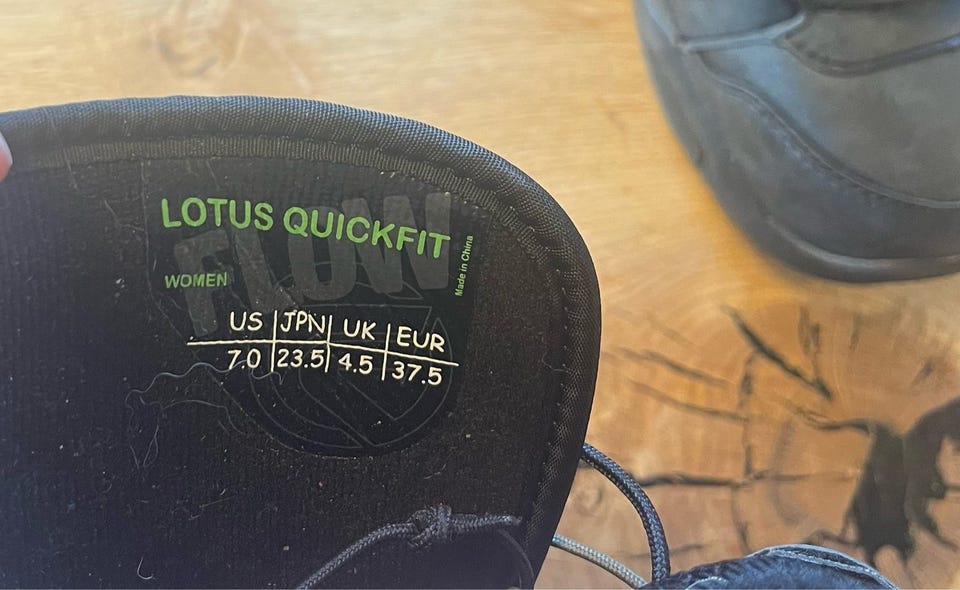 FLOW
LOTUS QUICKFIT
Made in China
WOMEN
US JPN UK EUR
7.0 23.5 4.5 37.5